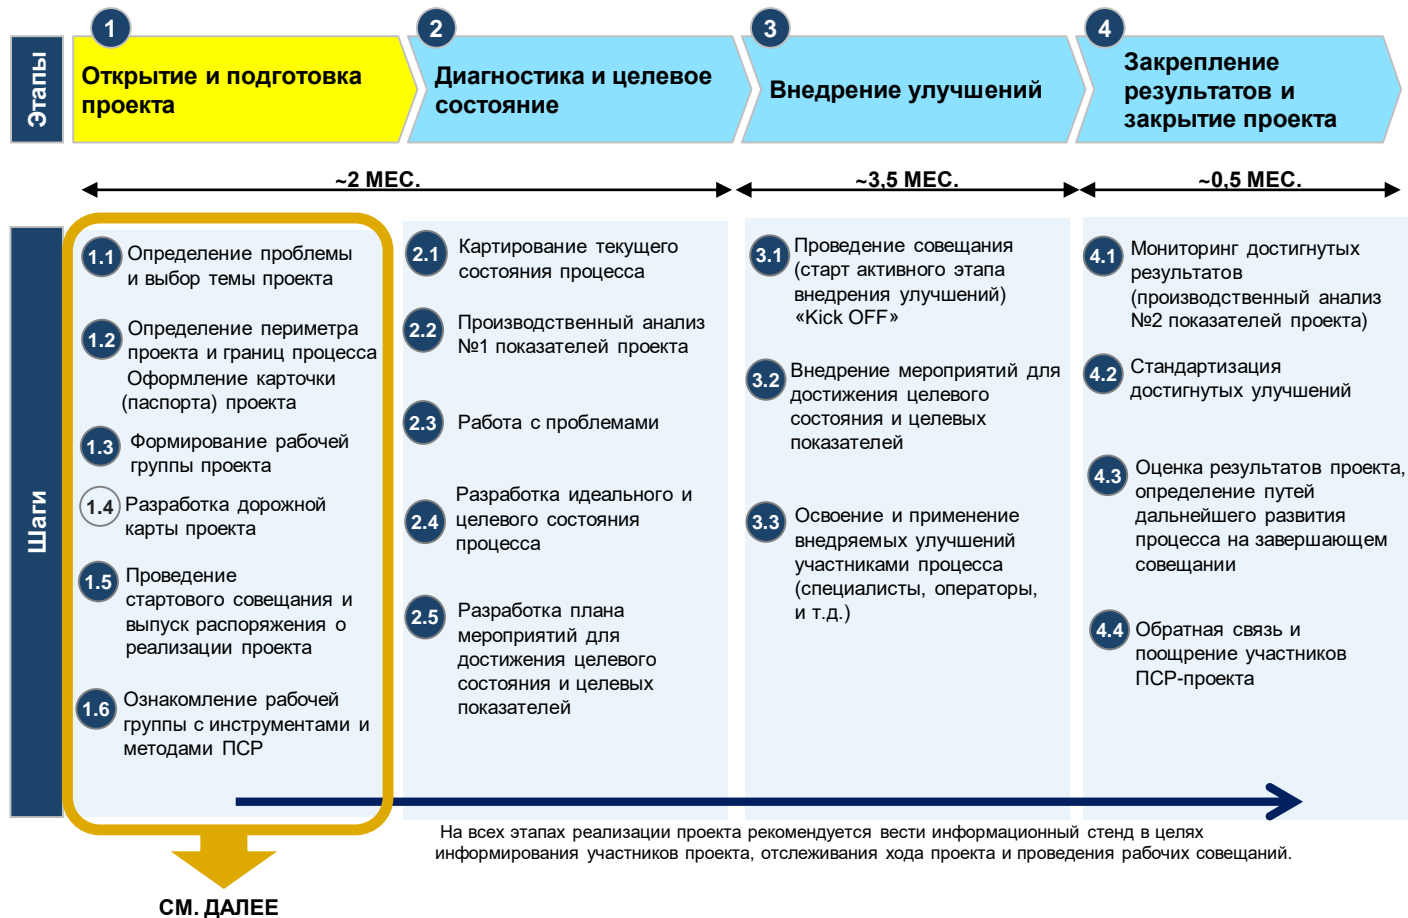 Этапы
1
Открытие и подготовка
проекта
2
Диагностика и целевое
состояние
3
Внедрение улучшений
4
Закрепление
результатов и
закрытие проекта
~2 МЕС.
~3,5 МЕС.
~0,5 МЕС.
Шаги
1.1
Определение проблемы
и выбор темы проекта
1.2
Определение периметра
проекта и границ процесса
Оформление карточки
(паспорта) проекта
1.3
Формирование рабочей
группы проекта
1.4
Разработка дорожной
карты проекта
1.5
Проведение
стартового совещания и
выпуск распоряжения о
реализации проекта
1.6
Ознакомление рабочей
группы с инструментами и
методами ПСР
2.1
Картирование текущего
состояния процесса
2.2
Производственный анализ
№1 показателей проекта
2.3
Работа с проблемами
2.4
Разработка идеального и
целевого состояния
процесса
2.5
Разработка плана
мероприятий для
достижения целевого
состояния и целевых
показателей
3.1
Проведение совещания
(старт активного этапа
внедрения улучшений)
«Kick OFF»
3.2
Внедрение мероприятий для
достижения целевого
состояния и целевых
показателей
3.3
Освоение и применение
внедряемых улучшений
участниками процесса
(специалисты, операторы,
и т.д.)
4.1
Мониторинг достигнутых
результатов
(производственный анализ
№2 показателей проекта)
4.2
Стандартизация
достигнутых улучшений
4.3
Оценка результатов проекта,
определение путей
дальнейшего развития
процесса на завершающем
совещании
4.4
Обратная связь и
поощрение участников
ПСР-проекта
На всех этапах реализации проекта рекомендуется вести информационный стенд в целях
информирования участников проекта, отслеживания хода проекта и проведения рабочих совещаний.
СМ. ДАЛЕЕ